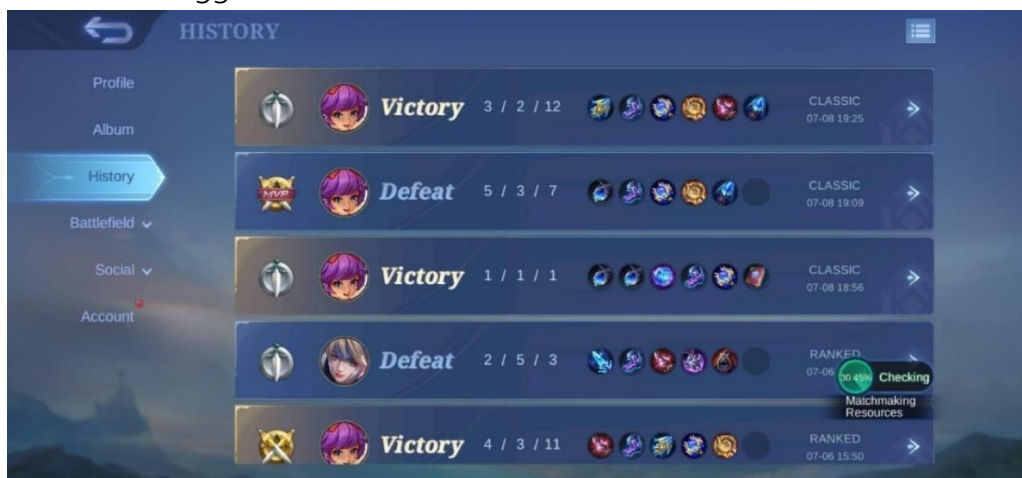 HISTORY
Profile
Album
History
Battlefield
Social
Account
Victory 3 / 2 / 12 CLASSIC
07-08 19:25
MVP Defeat 5 / 3 / 7 CLASSIC
07-08 19:09
Victory 1 / 1 / 1 CLASSIC
07-08 18:56
Defeat 2 / 5 / 3 RANKED
07-06
30.45% Checking
Matchmaking
Resources
Victory 4 / 3 / 11 RANKED
07-06 15:50